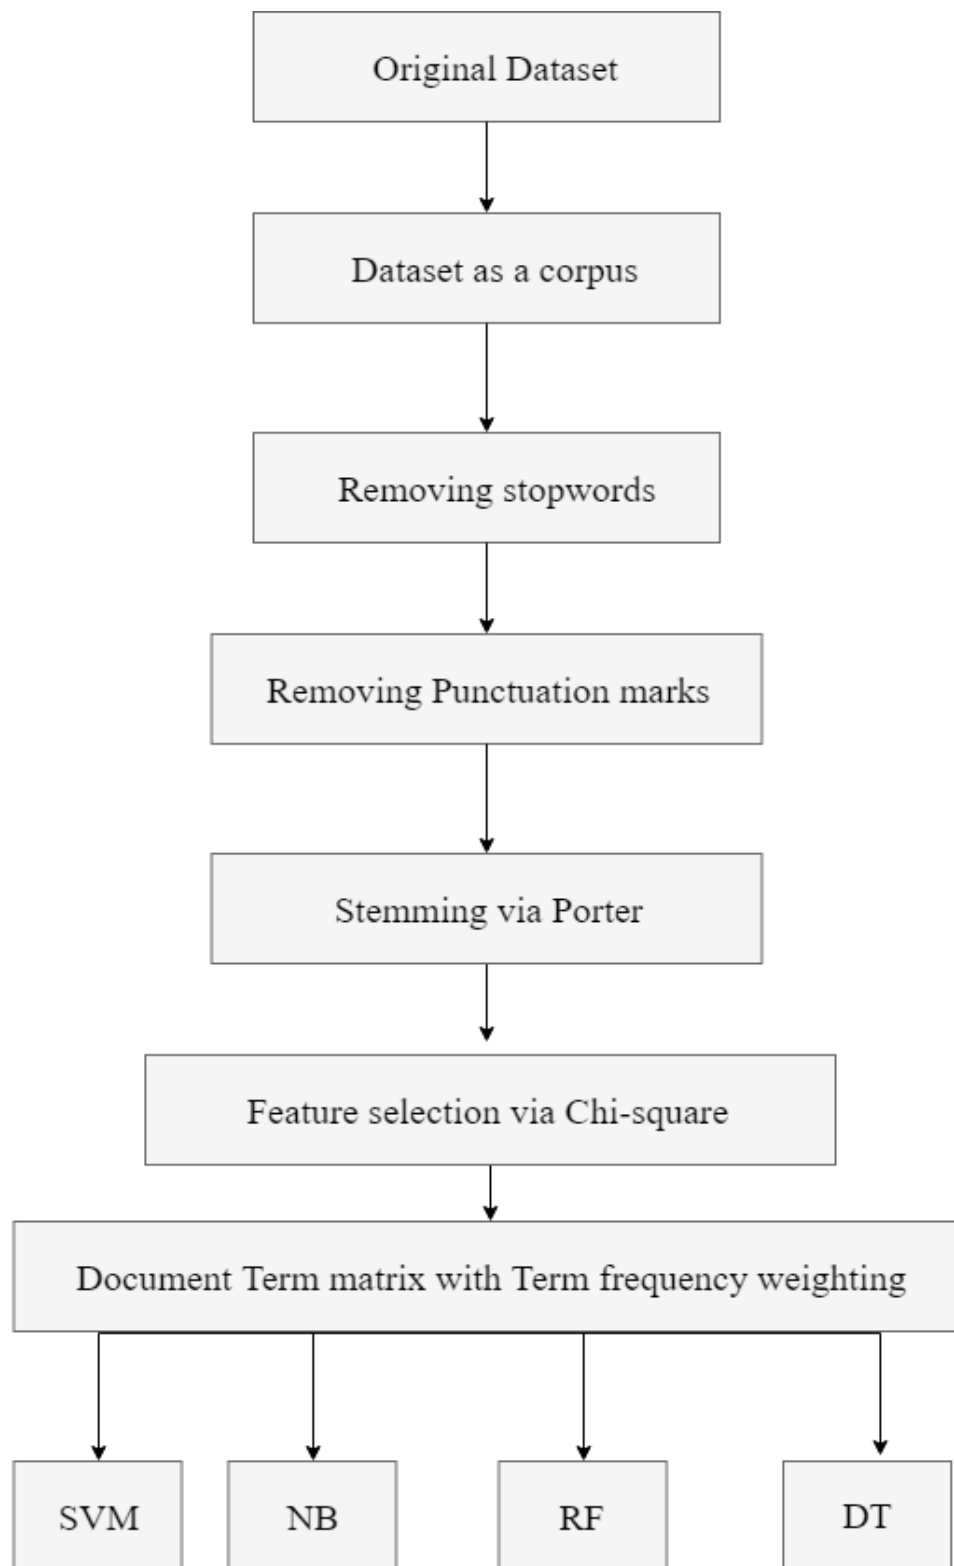 Original Dataset
Dataset as a corpus
Removing stopwords
Removing Punctuation marks
Stemming via Porter
Feature selection via Chi-square
Document Term matrix with Term frequency weighting
SVM
NB
RF
DT